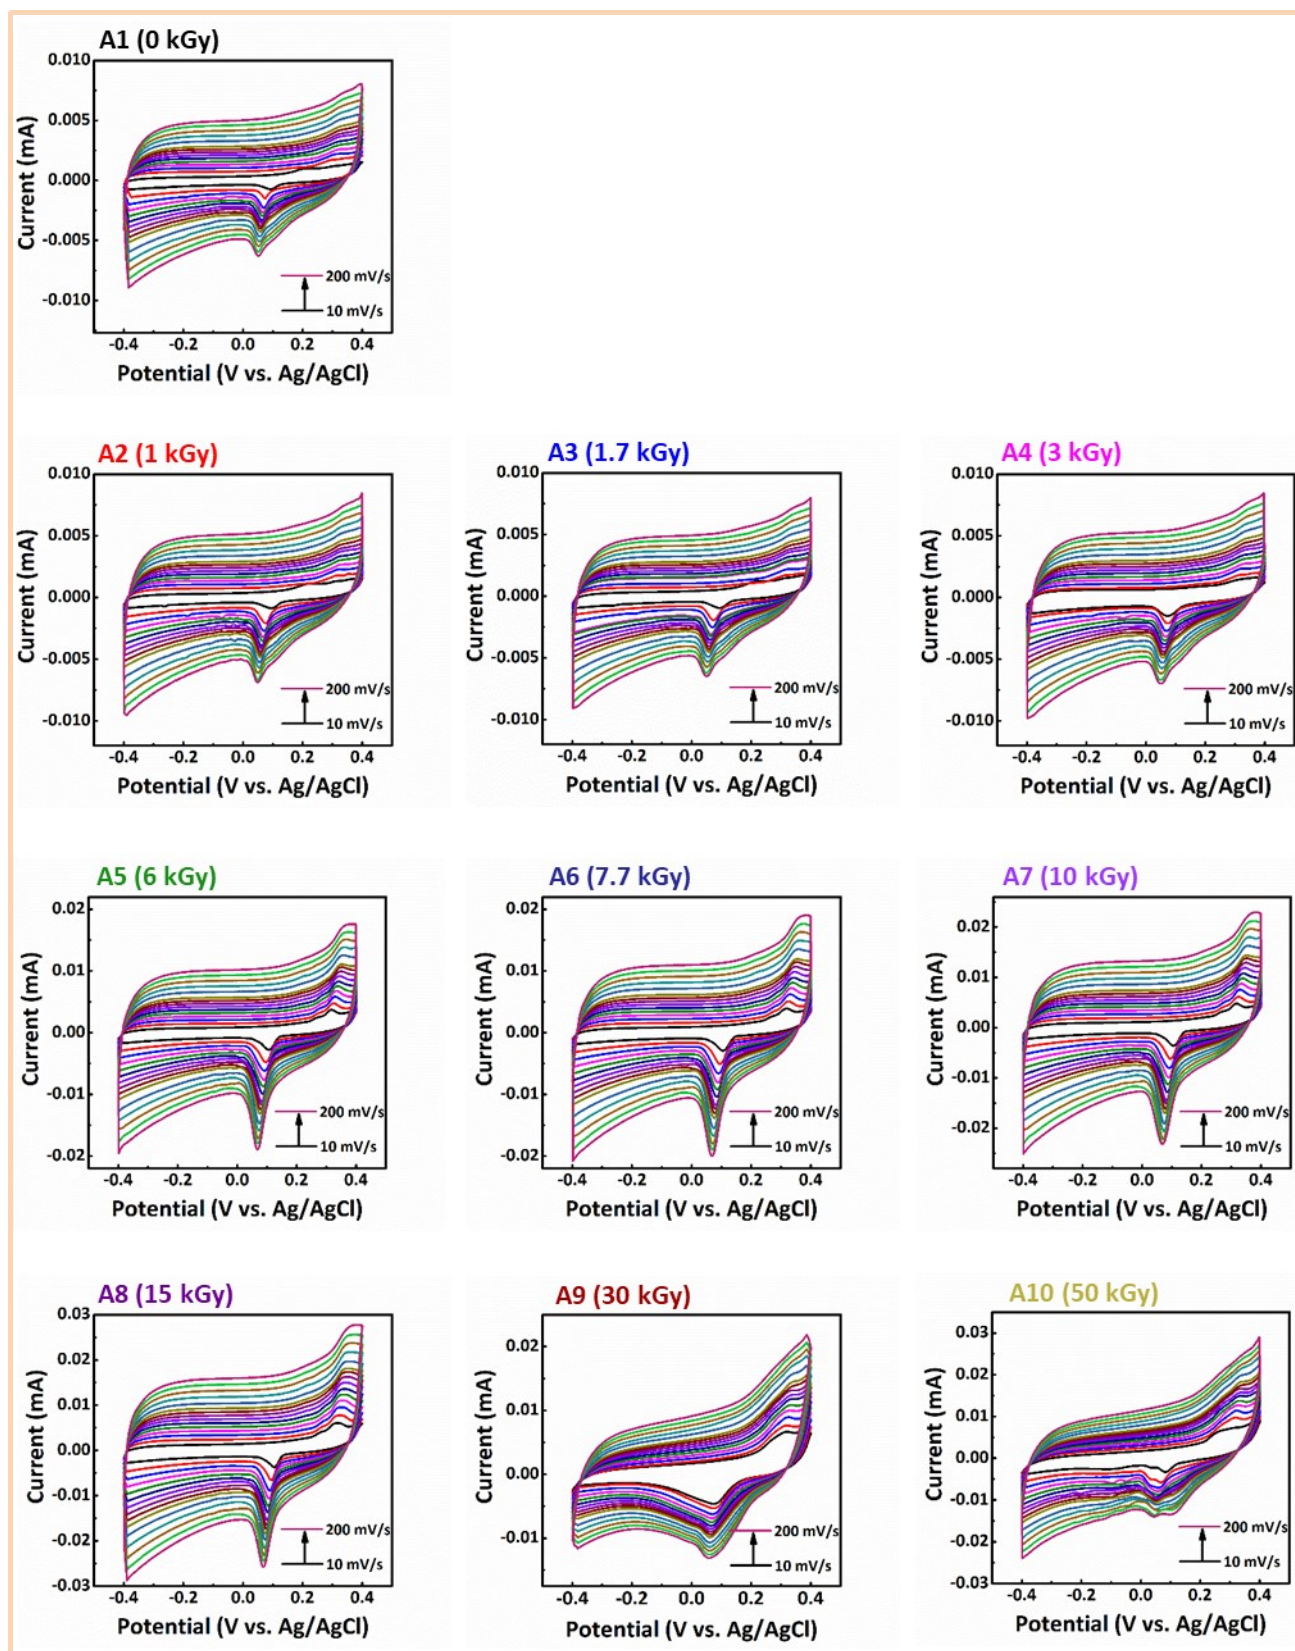 A1 (0 kGy)
0.010
0.005
0.000
-0.005
-0.010
Current (mA)
200 mV/s
10 mV/s
-0.4 -0.2 0.0 0.2 0.4
Potential (V vs. Ag/AgCl)
A2 (1 kGy)
0.010
0.005
0.000
-0.005
-0.010
Current (mA)
200 mV/s
10 mV/s
-0.4 -0.2 0.0 0.2 0.4
Potential (V vs. Ag/AgCl)
A3 (1.7 kGy)
0.010
0.005
0.000
-0.005
-0.010
Current (mA)
200 mV/s
10 mV/s
-0.4 -0.2 0.0 0.2 0.4
Potential (V vs. Ag/AgCl)
A4 (3 kGy)
0.010
0.005
0.000
-0.005
-0.010
Current (mA)
200 mV/s
10 mV/s
-0.4 -0.2 0.0 0.2 0.4
Potential (V vs. Ag/AgCl)
A5 (6 kGy)
0.02
0.01
0.00
-0.01
-0.02
Current (mA)
200 mV/s
10 mV/s
-0.4 -0.2 0.0 0.2 0.4
Potential (V vs. Ag/AgCl)
A6 (7.7 kGy)
0.02
0.01
0.00
-0.01
-0.02
Current (mA)
200 mV/s
10 mV/s
-0.4 -0.2 0.0 0.2 0.4
Potential (V vs. Ag/AgCl)
A7 (10 kGy)
0.02
0.01
0.00
-0.01
-0.02
Current (mA)
200 mV/s
10 mV/s
-0.4 -0.2 0.0 0.2 0.4
Potential (V vs. Ag/AgCl)
A8 (15 kGy)
0.03
0.02
0.01
0.00
-0.01
-0.02
-0.03
Current (mA)
200 mV/s
10 mV/s
-0.4 -0.2 0.0 0.2 0.4
Potential (V vs. Ag/AgCl)
A9 (30 kGy)
0.02
0.01
0.00
-0.01
Current (mA)
200 mV/s
10 mV/s
-0.4 -0.2 0.0 0.2 0.4
Potential (V vs. Ag/AgCl)
A10 (50 kGy)
0.03
0.02
0.01
0.00
-0.01
-0.02
-0.03
Current (mA)
200 mV/s
10 mV/s
-0.4 -0.2 0.0 0.2 0.4
Potential (V vs. Ag/AgCl)